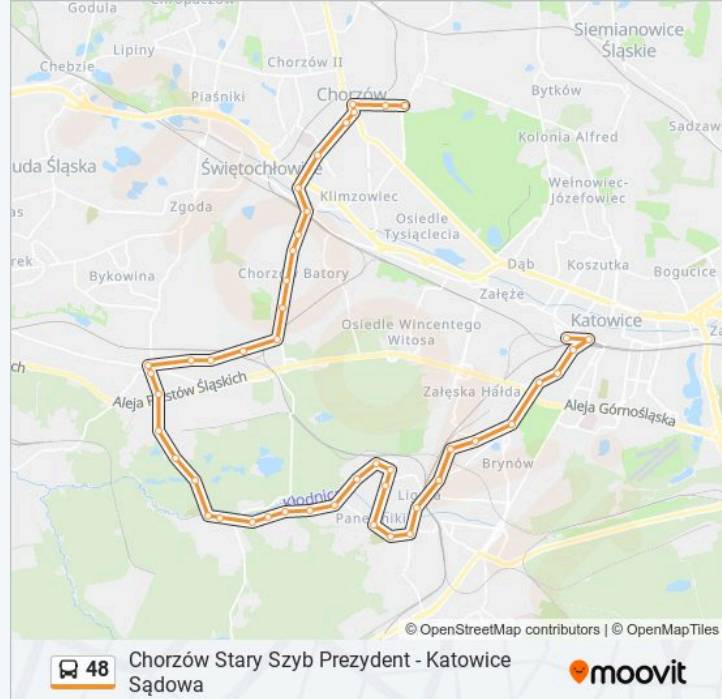 Godula
Chropaczów
Siemianowice
Śląskie
Lipiny
Chebzie
Chorzów II
Bytków
Piaśniki
Chorzów
Sadzaw
Kolonia Alfred
uda Śląska
Świętochłowice
Wełnowiec-
Józefowiec
Klimzowiec
Zgoda
as
Osiedle
Tysiąclecia
rek
Bykowina
Chorzów Batory
Dąb
Koszutka
Bogucice
Załęże
Osiedle Wincentego
Witosa
Katowice
Za
ch
Aleja Powstów Śląskich
Załęska Hałda
Aleja Górnośląska
Brynów
Kłodnica
Ligota
Panewniki
© OpenStreetMap contributors | © OpenMapTiles
48
Chorzów Stary Szyb Prezydent - Katowice
Sądowa
moovit